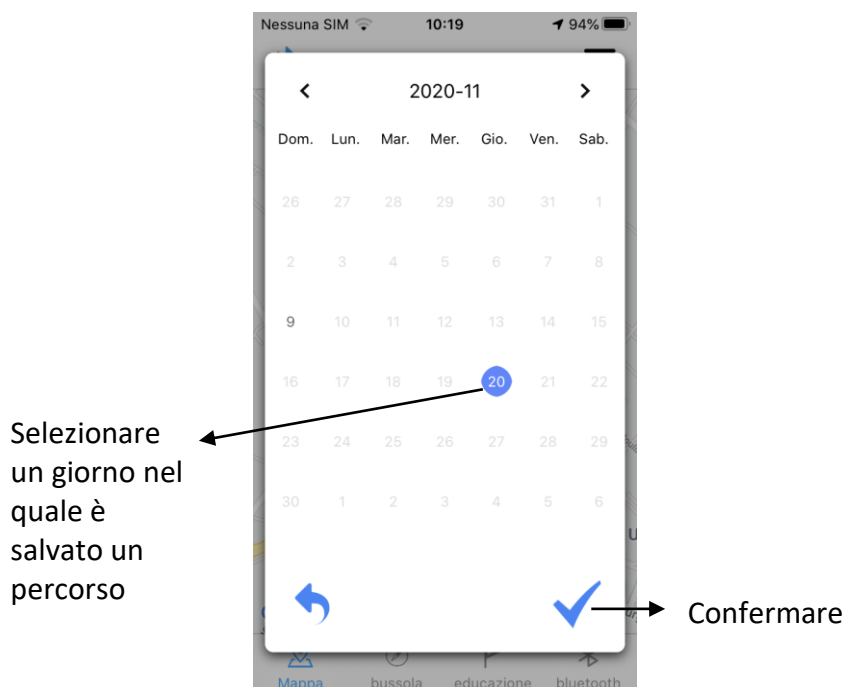 Nessuna SIM 10:19 94%
2020-11
Dom. Lun. Mar. Mer. Gio. Ven. Sab.
26 27 28 29 30 31 1
2 3 4 5 6 7 8
9 10 11 12 13 14 15
16 17 18 19 20 21 22
23 24 25 26 27 28 29
30 1 2 3 4 5 6
Selezionare
un giorno nel
quale è
salvato un
percorso
Confermare
Mappa bussola educazione bluetooth